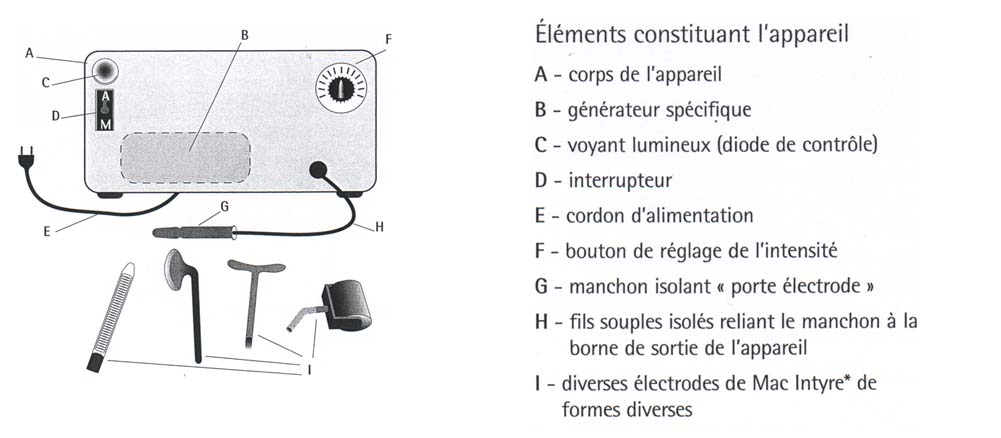 B
F
A
C
A
D
M
G
E
H
I
Éléments constituant l'appareil
A - corps de l'appareil
B - générateur spécifique
C - voyant lumineux (diode de contrôle)
D - interrupteur
E - cordon d'alimentation
F - bouton de réglage de l'intensité
G - manchon isolant « porte électrode »
H - fils souples isolés reliant le manchon à la
borne de sortie de l'appareil
I - diverses électrodes de Mac Intyre* de
formes diverses